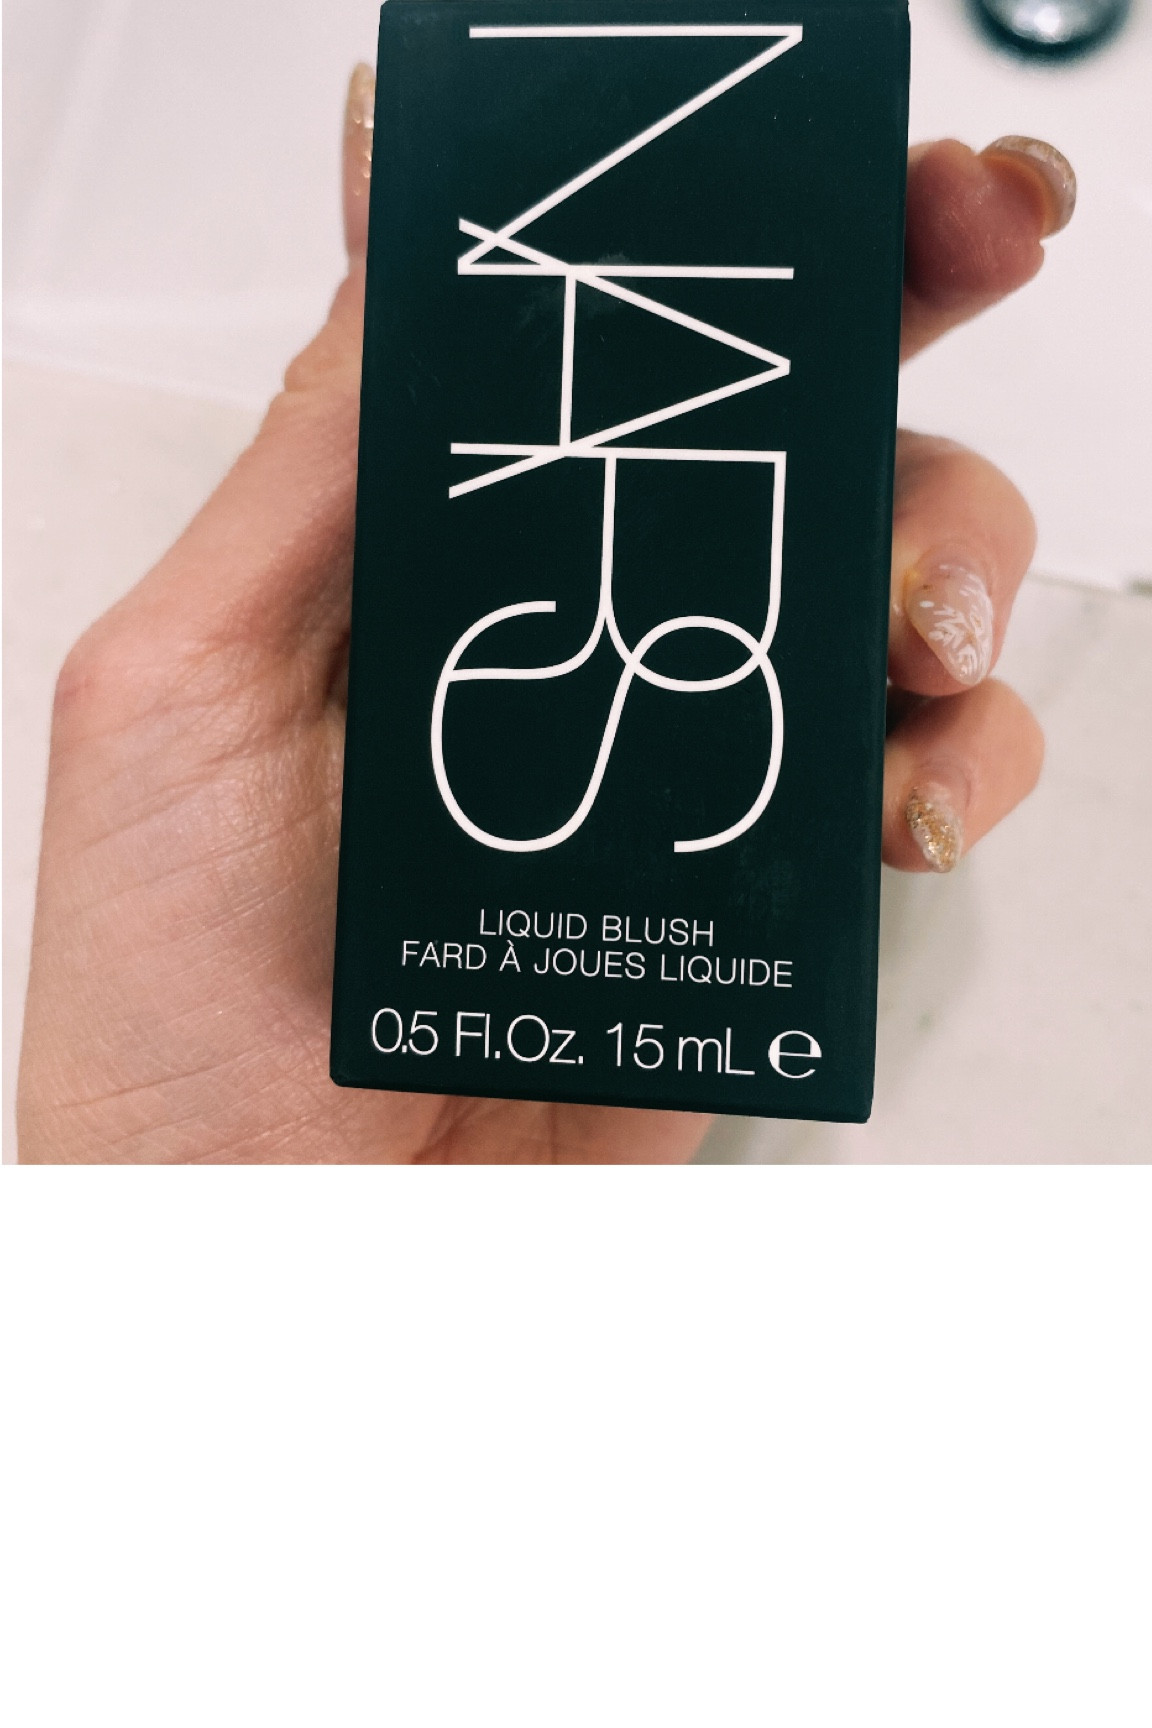 NARS
LIQUID BLUSH
FARD À JOUES LIQUIDE
0.5 Fl.Oz. 15 mL ℮